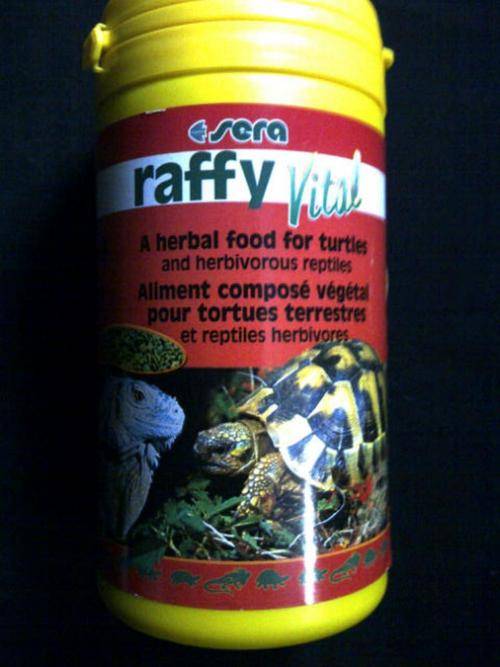 sera
raffy Vital
A herbal food for turtles
and herbivorous reptiles
Aliment composé végétal
pour tortues terrestres
et reptiles herbivores